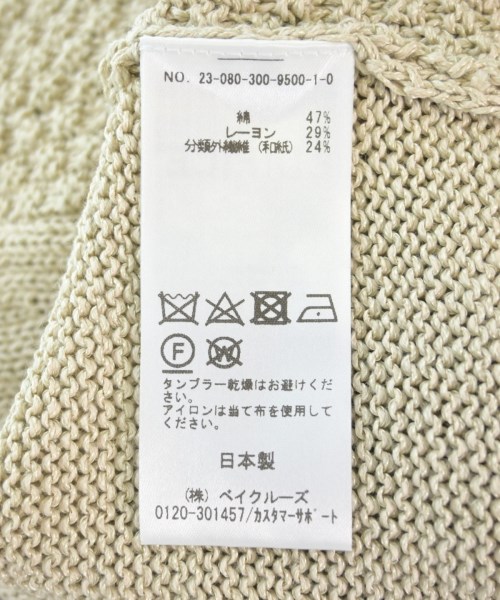 NO. 23-080-300-9500-1-0
綿 47%
レーヨン 29%
分類外繊維 (和紙) 24%
F W
タンブラー乾燥はお避けくだ
さい。
アイロンは当て布を使用して
ください。
日本製
(株) ベイクルーズ
0120-301457/カスタマーサポート